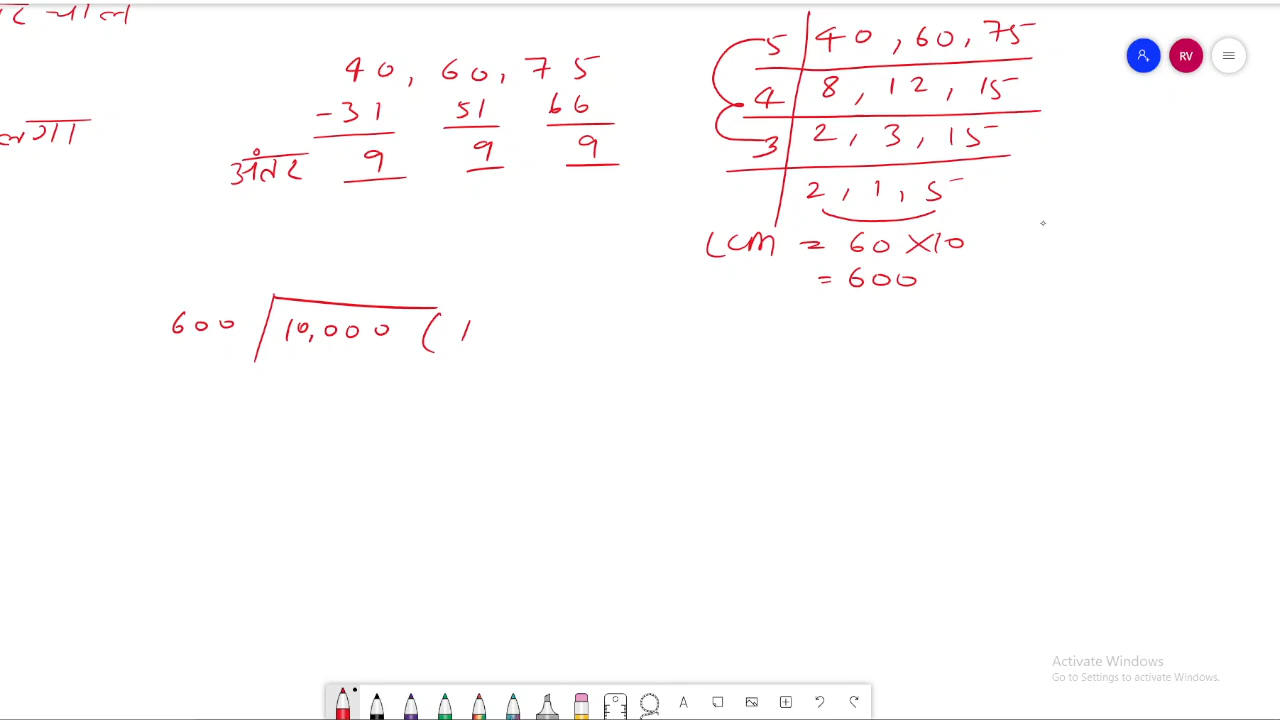 40, 60, 75
- 31 51 66
अंतर 9 9 9
5 | 40, 60, 75
4 | 8, 12, 15
3 | 2, 3, 15
2, 1, 5
LCM = 60 × 10
= 600
600 10,000 ( 1
RV
A
Activate Windows
Go to Settings to activate Windows.